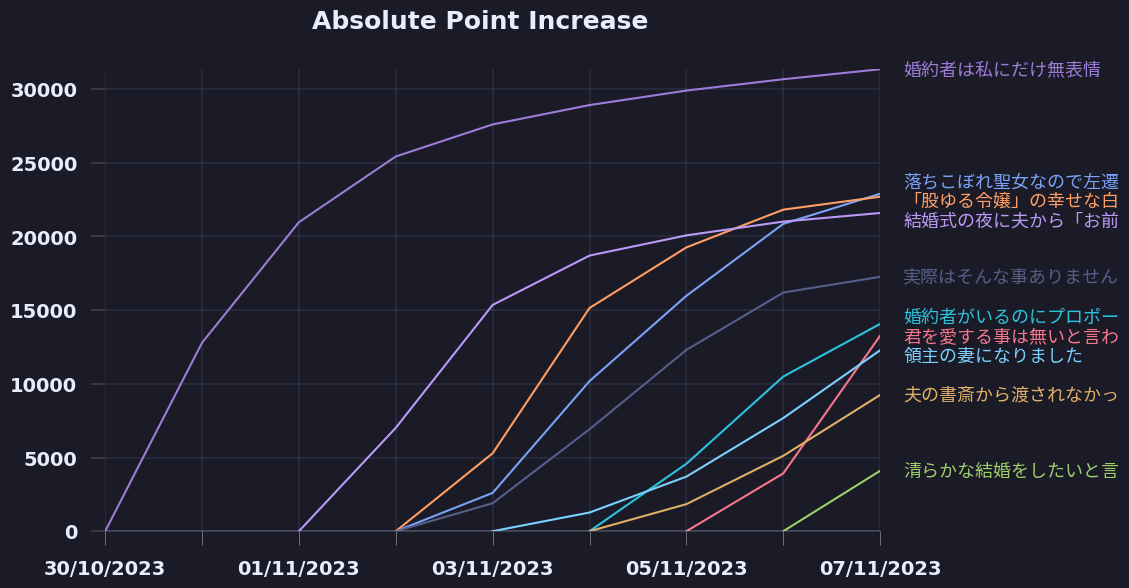 Absolute Point Increase
30000
25000
20000
15000
10000
5000
0
30/10/2023
01/11/2023
03/11/2023
05/11/2023
07/11/2023
婚約者は私にだけ無表情
落ちこぼれ聖女なので左遷
「股ゆる令嬢」の幸せな白
結婚式の夜に夫から「お前
実際はそんな事ありません
婚約者がいるのにプロポー
君を愛する事は無いと言わ
領主の妻になりました
夫の書斎から渡されなかっ
清らかな結婚をしたいと言